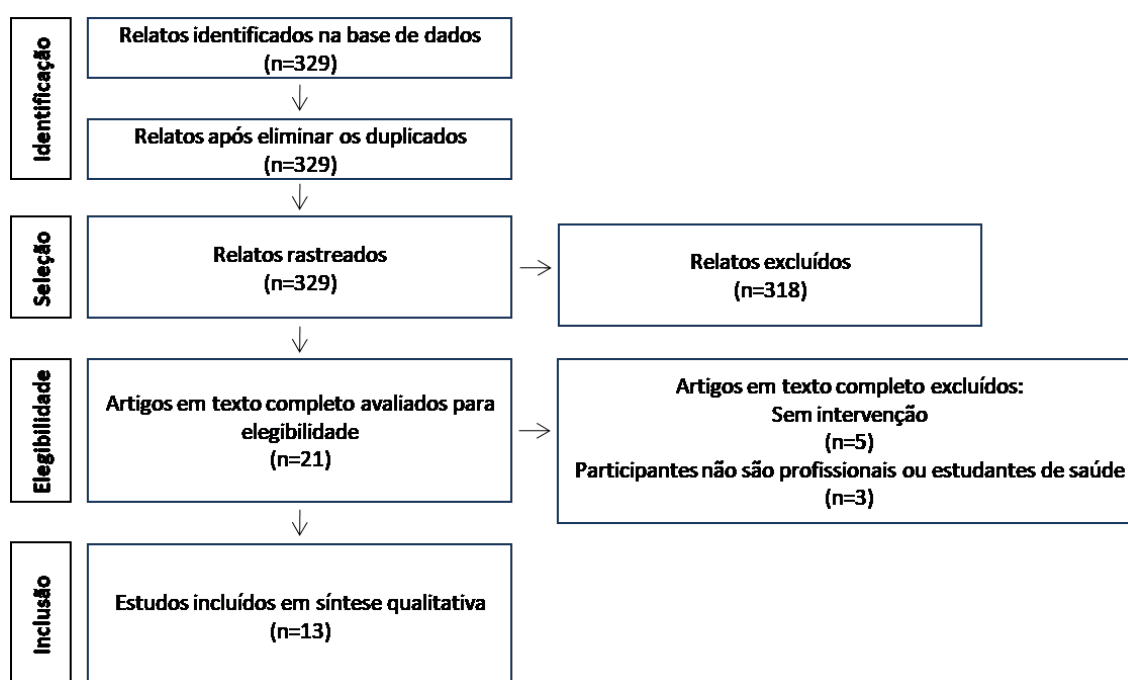 Identificação
Relatos identificados na base de dados
(n=329)
Relatos após eliminar os duplicados
(n=329)
Seleção
Relatos rastreados
(n=329)
Relatos excluídos
(n=318)
Elegibilidade
Artigos em texto completo avaliados para
elegibilidade
(n=21)
Artigos em texto completo excluídos:
Sem intervenção
(n=5)
Participantes não são profissionais ou estudantes de saúde
(n=3)
Inclusão
Estudos incluídos em síntese qualitativa
(n=13)